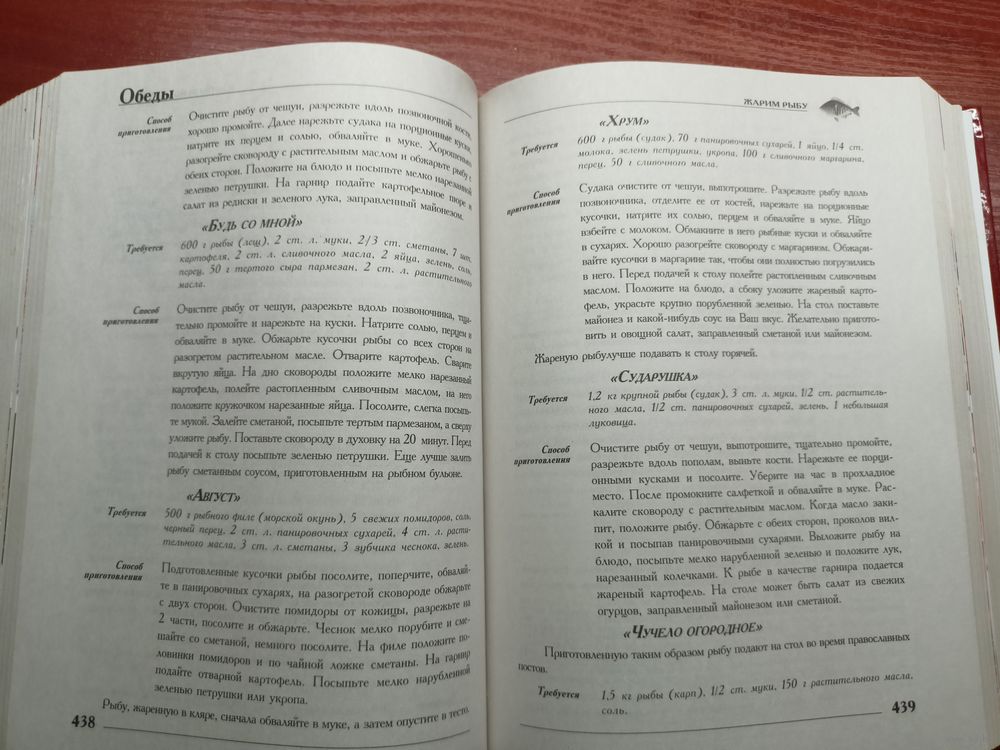 Обеды
Способ
приготовления
Очистите рыбу от чешуи, разрежьте вдоль позвоночной кости,
хорошо промойте. Далее нарежьте судака на порционные куски,
натрите их перцем и солью, обваляйте в муке. Хорошенько
разогрейте сковороду с растительным маслом и обжарьте рыбу с
обеих сторон. Положите на блюдо и посыпьте мелко нарезанной
зеленью петрушки. На гарнир подайте картофельное пюре и
салат из редиски и зеленого лука, заправленный майонезом.
«Будь со мной»
Требуется
600 г рыбы (лещ), 2 ст. л. муки, 2/3 ст. сметаны, 7 шт.
картофеля, 2 ст. л. сливочного масла, 2 яйца, зелень, соль,
перец, 50 г тертого сыра пармезан, 2 ст. л. растительного
масла.
Способ
приготовления
Очистите рыбу от чешуи, разрежьте вдоль позвоночника, тща-
тельно промойте и нарежьте на куски. Натрите солью, перцем и
обваляйте в муке. Обжарьте кусочки рыбы со всех сторон на
разогретом растительном масле. Отварите картофель. Сварите
вкрутую яйца. На дно сковороды положите мелко нарезанный
картофель, полейте растопленным сливочным маслом, на него
положите кружочком нарезанные яйца. Посолите, слегка посыпь-
те мукой. Залейте сметаной, посыпьте тертым пармезаном, а сверху
уложите рыбу. Поставьте сковороду в духовку на 20 минут. Перед
подачей к столу посыпьте зеленью петрушки. Еще лучше залить
рыбу сметанным соусом, приготовленным на рыбном бульоне.
«Август»
Требуется
500 г рыбного филе (морской окунь), 5 свежих помидоров, соль,
черный перец, 2 ст. л. панировочных сухарей, 4 ст. л. расти-
тельного масла, 3 ст. л. сметаны, 3 зубчика чеснока, зелень.
Способ
приготовления
Подготовленные кусочки рыбы посолите, поперчите, обваляй-
те в панировочных сухарях, на разогретой сковороде обжарьте
с двух сторон. Очистите помидоры от кожицы, разрежьте на
2 части, посолите и обжарьте. Чеснок мелко порубите и сме-
шайте со сметаной, немного посолите. На филе положите по-
ловинки помидоров и по чайной ложке сметаны. На гарнир
подайте отварной картофель. Посыпьте мелко нарубленной
зеленью петрушки или укропа.
Рыбу, жаренную в кляре, сначала обваляйте в муке, а затем опустите в тесто.
438
Жарим рыбу
«Хрум»
Требуется
600 г рыбы (судак), 70 г панировочных сухарей, 1 яйцо, 1/4 ст.
молока, зелень петрушки, укропа, 100 г сливочного маргарина,
перец, 50 г сливочного масла.
Способ
приготовления
Судака очистите от чешуи, выпотрошите. Разрежьте рыбу вдоль
позвоночника, отделите ее от костей, нарежьте на порционные
кусочки, натрите их солью, перцем и обваляйте в муке. Яйцо
взбейте с молоком. Обмакните в него рыбные куски и обваляйте
в сухарях. Хорошо разогрейте сковороду с маргарином. Обжари-
вайте кусочки в маргарине так, чтобы они полностью погрузились
в него. Перед подачей к столу полейте растопленным сливочным
маслом. Положите на блюдо, а сбоку уложите жареный карто-
фель, украсьте крупно порубленной зеленью. На стол поставьте
майонез и какой-нибудь соус на Ваш вкус. Желательно пригото-
вить и овощной салат, заправленный сметаной или майонезом.
Жареную рыбулучше подавать к столу горячей.
«Сударушка»
Требуется
1,2 кг крупной рыбы (судак), 3 ст. л. муки, 1/2 ст. раститель-
ного масла, 1/2 ст. панировочных сухарей, зелень, 1 небольшая
луковица.
Способ
приготовления
Очистите рыбу от чешуи, выпотрошите, тщательно промойте,
разрежьте вдоль пополам, выньте кости. Нарежьте ее порци-
онными кусками и посолите. Уберите на час в прохладное
место. После промокните салфеткой и обваляйте в муке. Рас-
калите сковороду с растительным маслом. Когда масло заки-
пит, положите рыбу. Обжарьте с обеих сторон, проколов вил-
кой и посыпав панировочными сухарями. Выложите рыбу на
блюдо, посыпьте мелко нарубленной зеленью и положите лук,
нарезанный колечками. К рыбе в качестве гарнира подается
жареный картофель. На столе может быть салат из свежих
огурцов, заправленный майонезом или сметаной.
«Чучело огородное»
Приготовленную таким образом рыбу подают на стол во время православных
постов.
Требуется
1,5 кг рыбы (карп), 1/2 ст. муки, 150 г растительного масла,
соль.
439